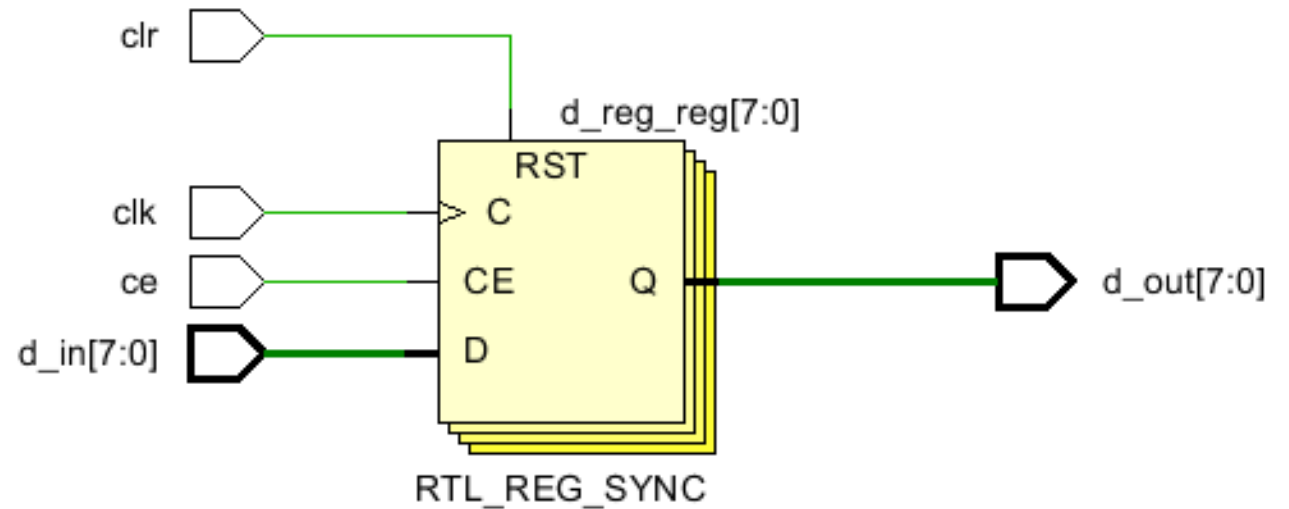 clr
d_reg_reg[7:0]
RST
clk
C
ce
CE
Q
d_out[7:0]
d_in[7:0]
D
RTL_REG_SYNC